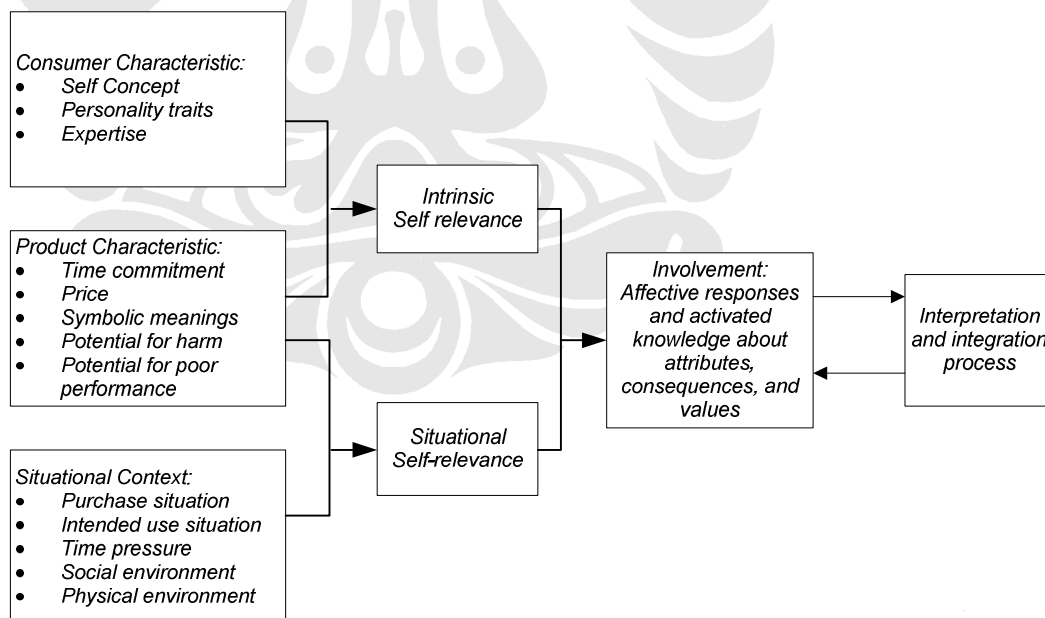 Consumer Characteristic:
• Self Concept
• Personality traits
• Expertise
Product Characteristic:
• Time commitment
• Price
• Symbolic meanings
• Potential for harm
• Potential for poor
performance
Situational Context:
• Purchase situation
• Intended use situation
• Time pressure
• Social environment
• Physical environment
Intrinsic
Self relevance
Situational
Self-relevance
Involvement:
Affective responses
and activated
knowledge about
attributes,
consequences, and
values
Interpretation
and integration
process